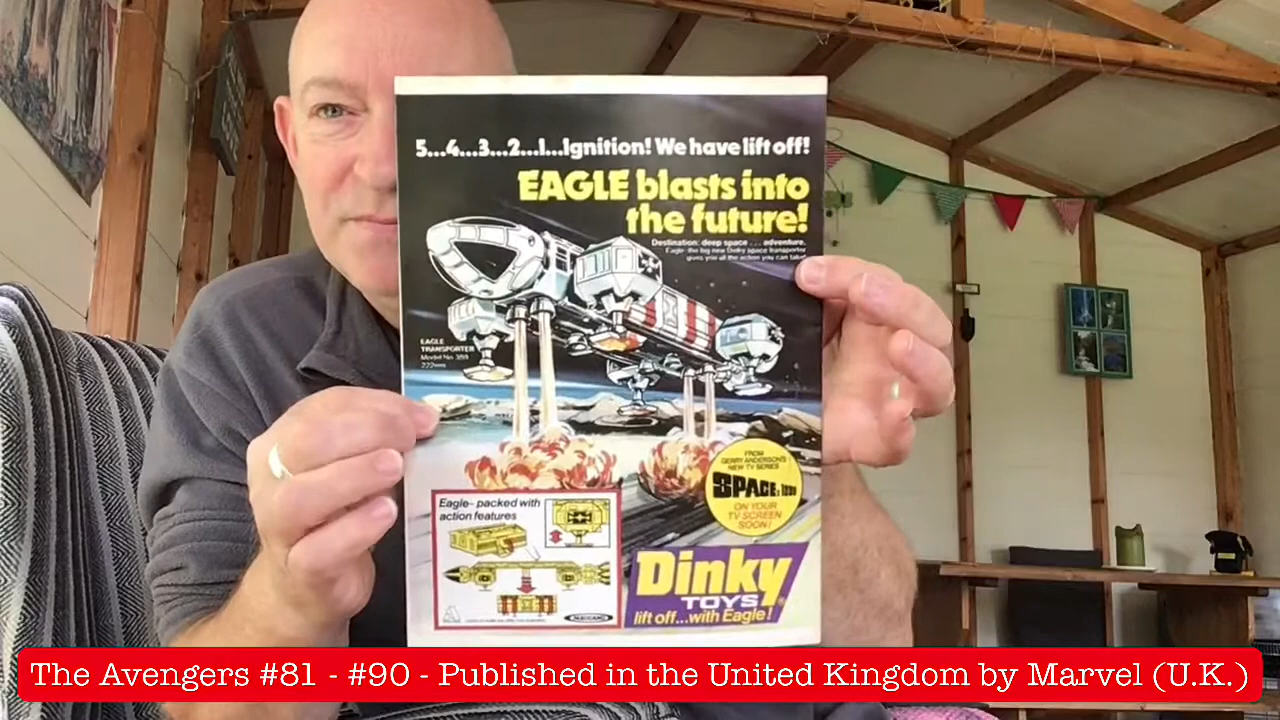 5...4...3...2...1...Ignition! We have lift off!
EAGLE blasts into
the future!
Destination: deep space . . . adventure.
Eagle: the big new Dinky space transporter
gives you all the action you can take!
EAGLE
TRANSPORTER
Model No. 359
222mm
FROM
GERRY ANDERSON'S
NEW TV SERIES
SPACE: 1999
ON YOUR
TV SCREEN
SOON!
Eagle- packed with
action features
MECCANO
Dinky
TOYS
lift off...with Eagle!
The Avengers #81 - #90 - Published in the United Kingdom by Marvel (U.K.)